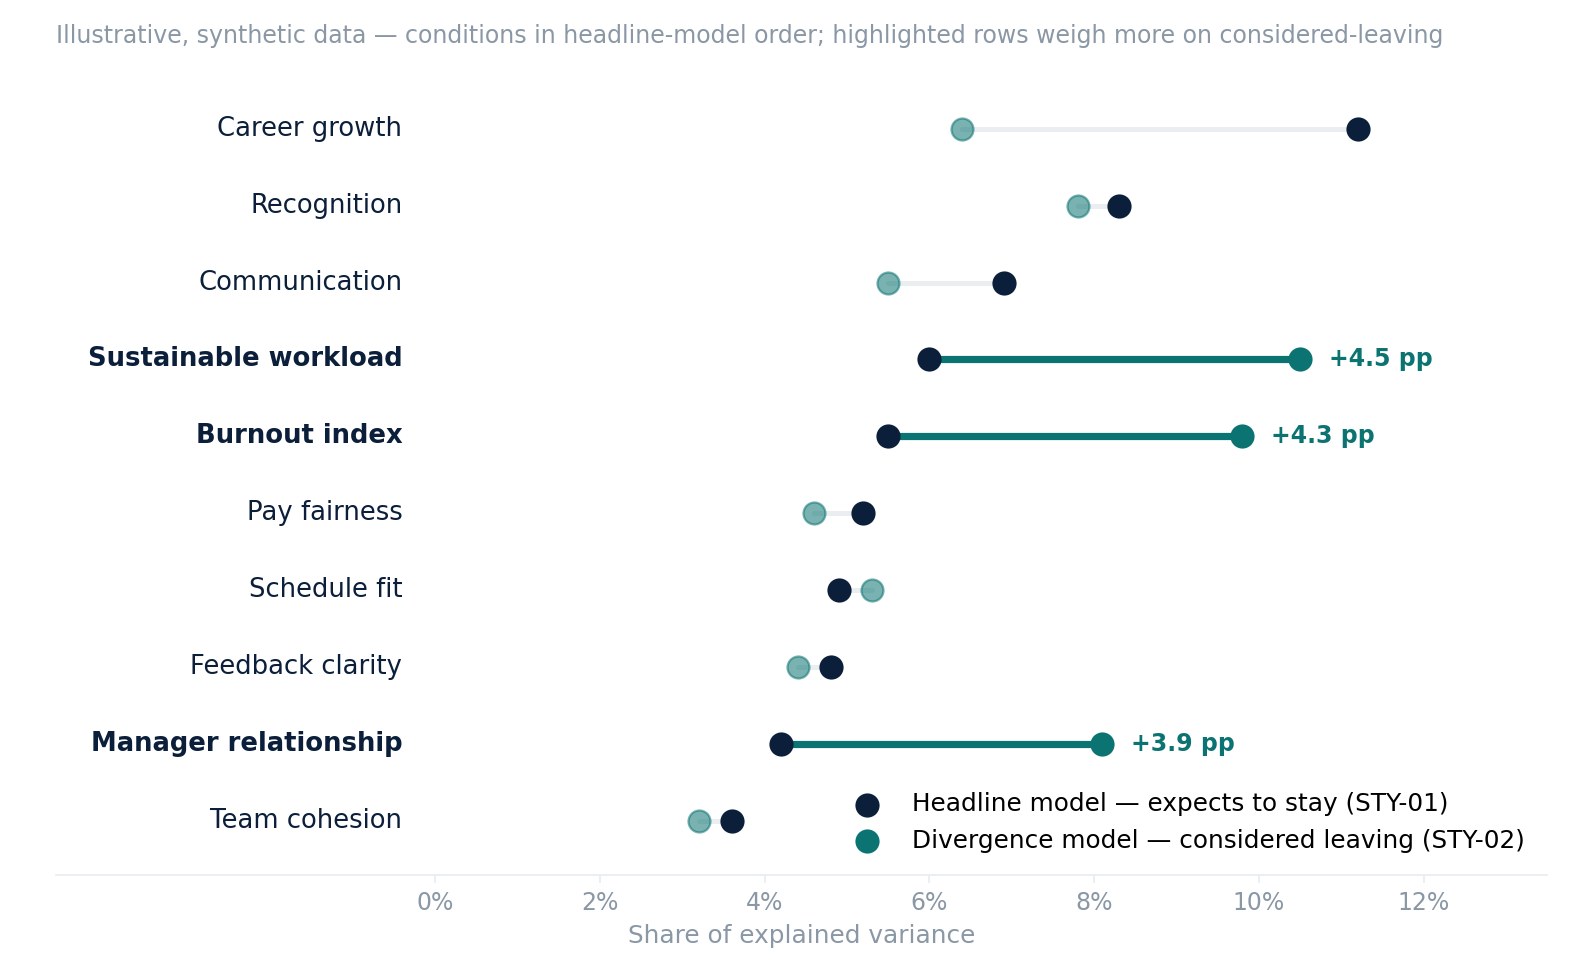 Illustrative, synthetic data — conditions in headline-model order; highlighted rows weigh more on considered-leaving
Career growth
Recognition
Communication
Sustainable workload
+4.5 pp
Burnout index
+4.3 pp
Pay fairness
Schedule fit
Feedback clarity
Manager relationship
+3.9 pp
Team cohesion
Headline model — expects to stay (STY-01)
Divergence model — considered leaving (STY-02)
0% 2% 4% 6% 8% 10% 12%
Share of explained variance